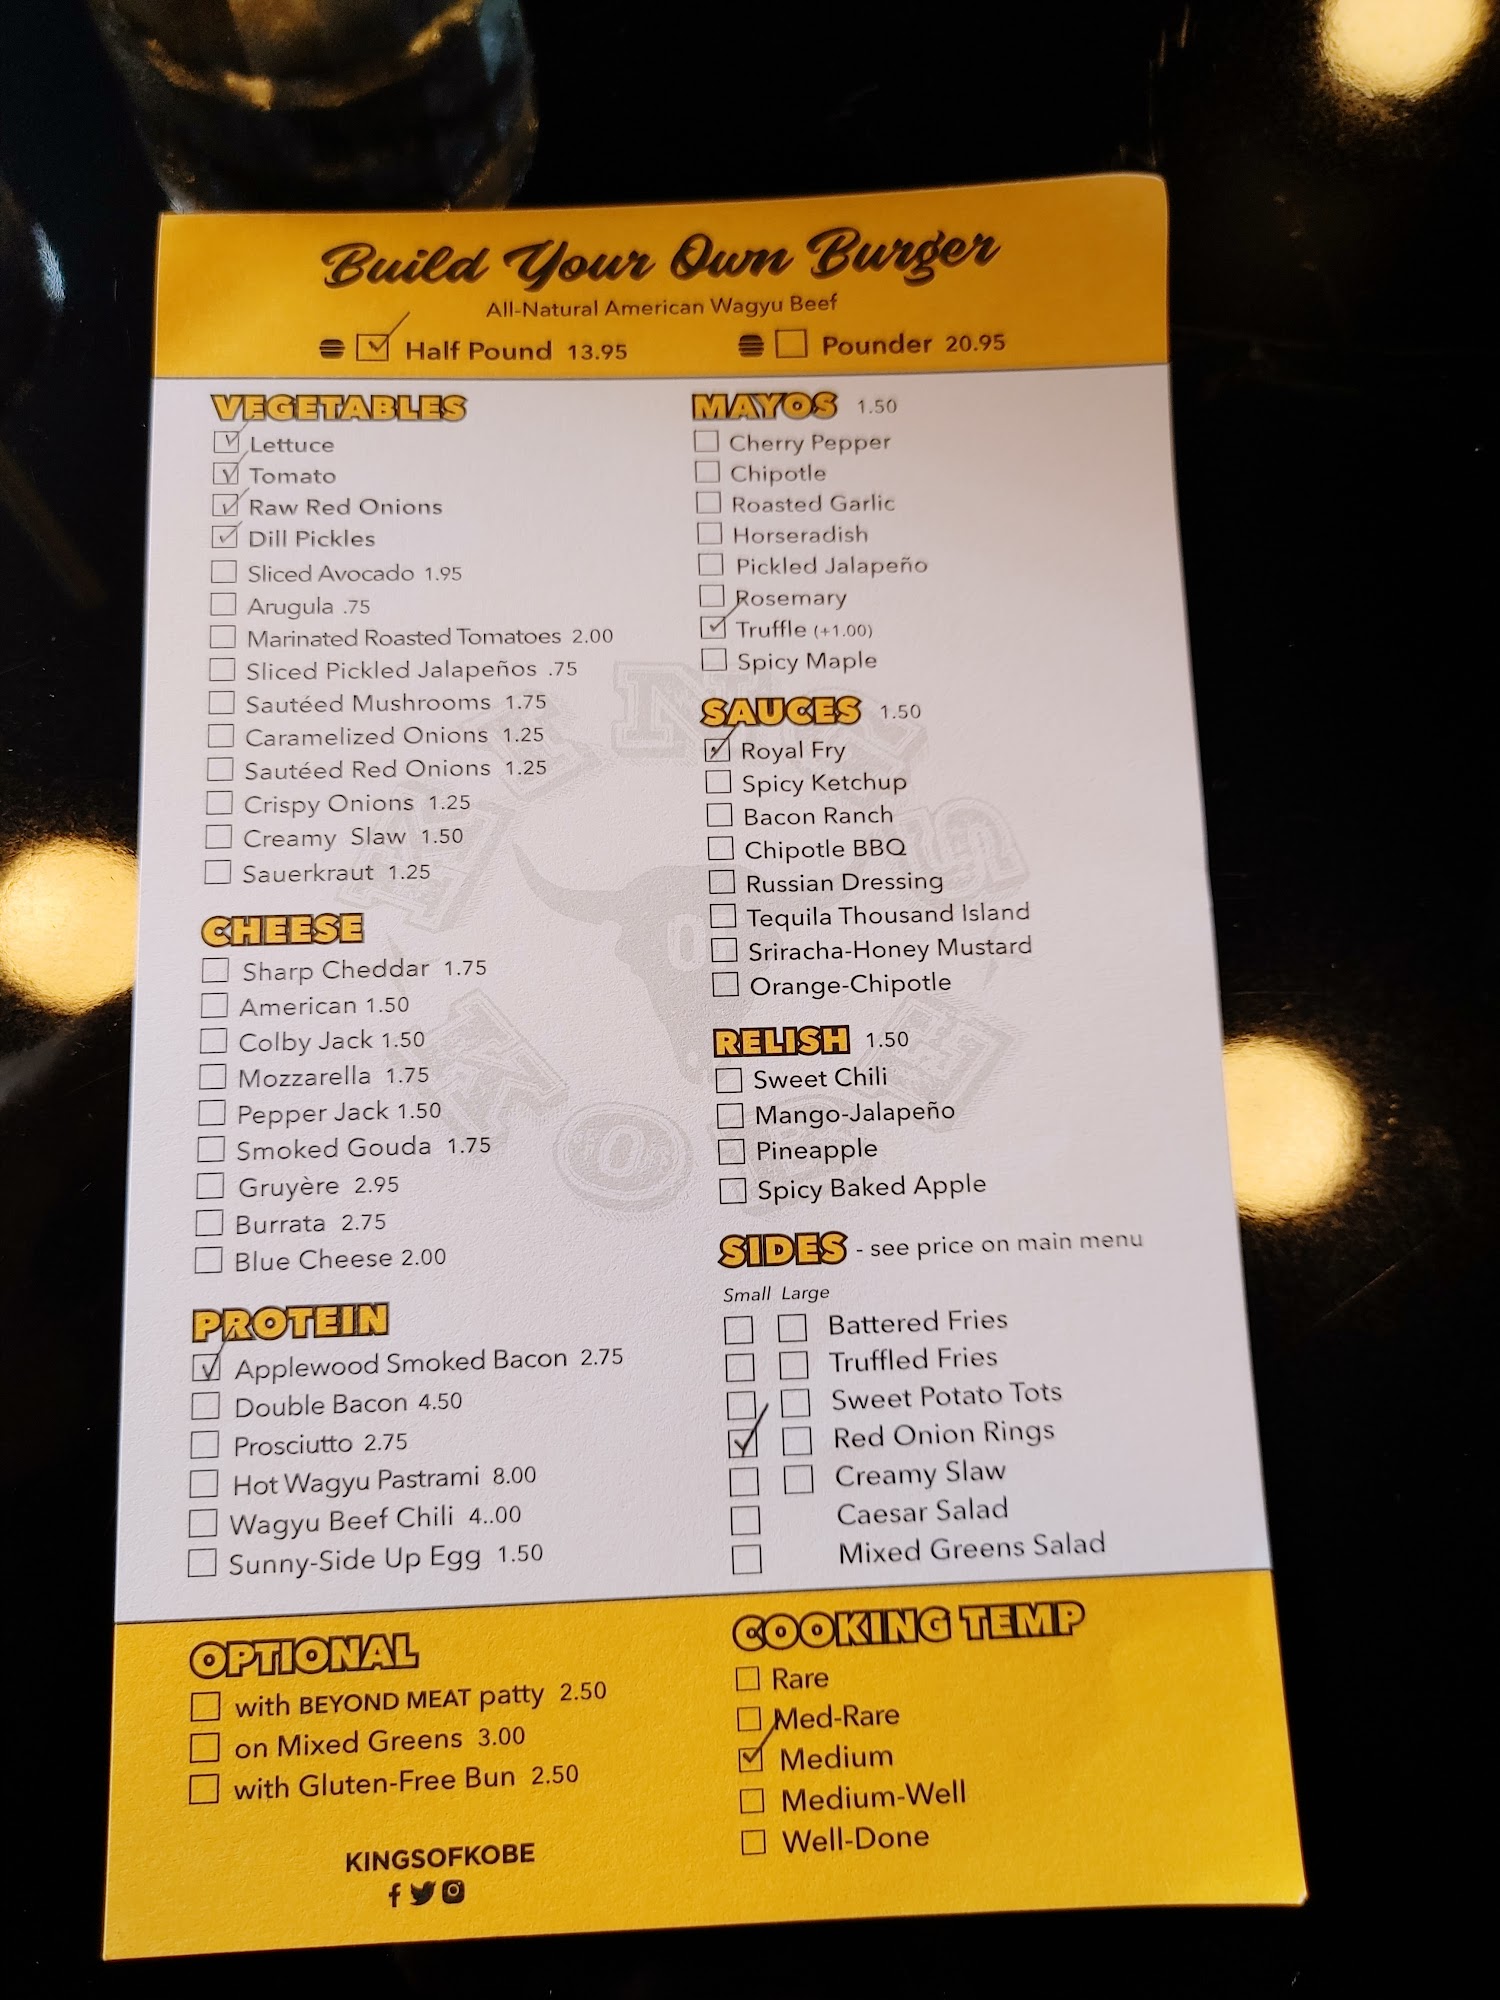 Build Your Own Burger
All-Natural American Wagyu Beef
Half Pound 13.95
Pounder 20.95
VEGETABLES
Lettuce
Tomato
Raw Red Onions
Dill Pickles
Sliced Avocado 1.95
Arugula .75
Marinated Roasted Tomatoes 2.00
Sliced Pickled Jalapeños .75
Sautéed Mushrooms 1.75
Caramelized Onions 1.25
Sautéed Red Onions 1.25
Crispy Onions 1.25
Creamy Slaw 1.50
Sauerkraut 1.25
CHEESE
Sharp Cheddar 1.75
American 1.50
Colby Jack 1.50
Mozzarella 1.75
Pepper Jack 1.50
Smoked Gouda 1.75
Gruyère 2.95
Burrata 2.75
Blue Cheese 2.00
PROTEIN
Applewood Smoked Bacon 2.75
Double Bacon 4.50
Prosciutto 2.75
Hot Wagyu Pastrami 8.00
Wagyu Beef Chili 4..00
Sunny-Side Up Egg 1.50
MAYOS 1.50
Cherry Pepper
Chipotle
Roasted Garlic
Horseradish
Pickled Jalapeño
Rosemary
Truffle (+1.00)
Spicy Maple
SAUCES 1.50
Royal Fry
Spicy Ketchup
Bacon Ranch
Chipotle BBQ
Russian Dressing
Tequila Thousand Island
Sriracha-Honey Mustard
Orange-Chipotle
RELISH 1.50
Sweet Chili
Mango-Jalapeño
Pineapple
Spicy Baked Apple
SIDES - see price on main menu
Small Large
Battered Fries
Truffled Fries
Sweet Potato Tots
Red Onion Rings
Creamy Slaw
Caesar Salad
Mixed Greens Salad
OPTIONAL
with BEYOND MEAT patty 2.50
on Mixed Greens 3.00
with Gluten-Free Bun 2.50
KINGSOFKOBE
COOKING TEMP
Rare
Med-Rare
Medium
Medium-Well
Well-Done
KINGS
OF
KOBE